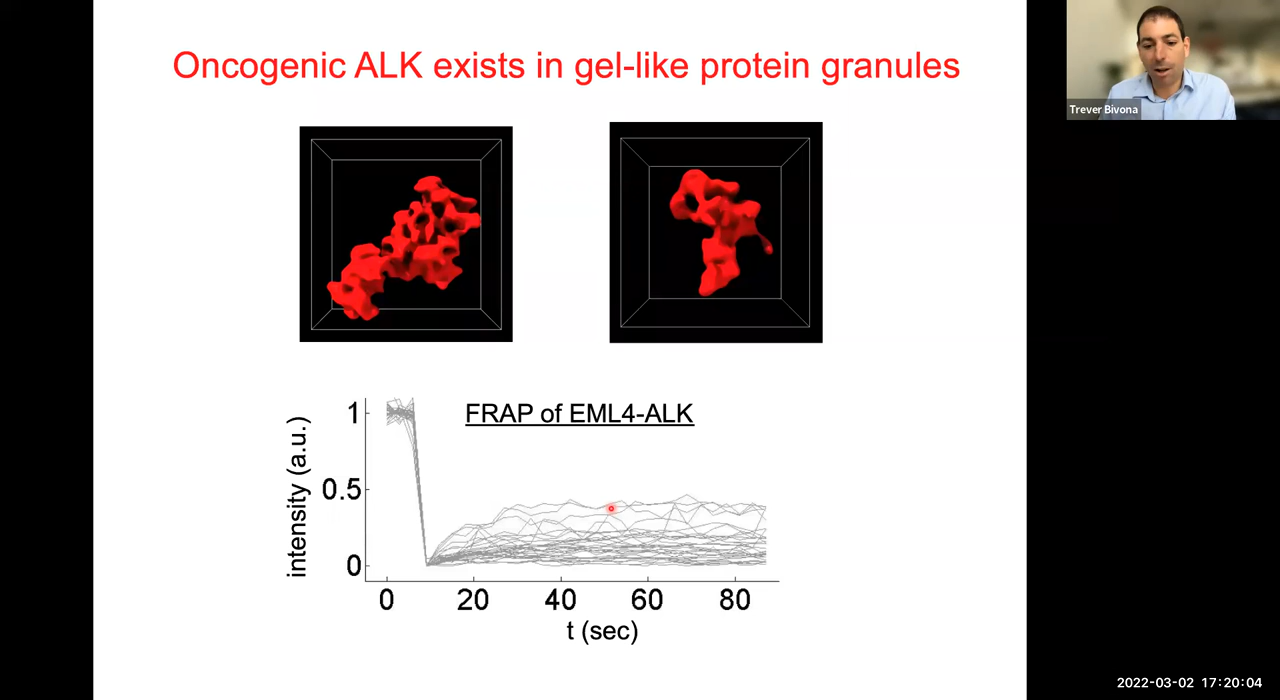 Oncogenic ALK exists in gel-like protein granules
Trever Bivona
FRAP of EML4-ALK
intensity (a.u.)
1
0.5
0
0 20 40 60 80
t (sec)
2022-03-02 17:20:04